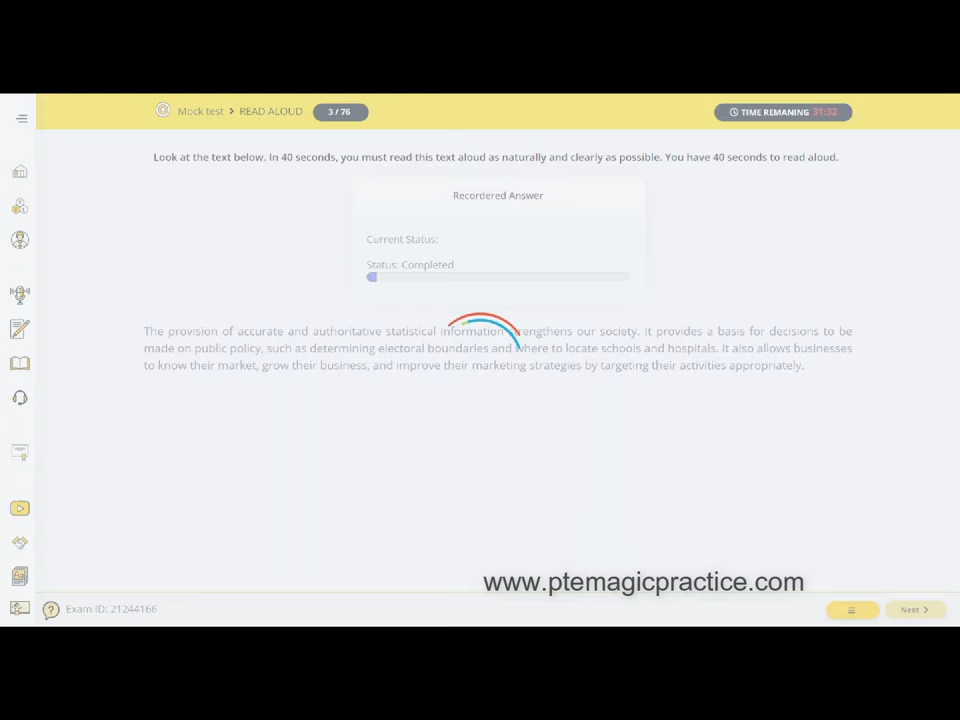 Mock test > READ ALOUD 3 / 76 TIME REMANING 31:32
Look at the text below. In 40 seconds, you must read this text aloud as naturally and clearly as possible. You have 40 seconds to read aloud.
Recordered Answer
Current Status:
Status: Completed
The provision of accurate and authoritative statistical information strengthens our society. It provides a basis for decisions to be
made on public policy, such as determining electoral boundaries and where to locate schools and hospitals. It also allows businesses
to know their market, grow their business, and improve their marketing strategies by targeting their activities appropriately.
www.ptemagicpractice.com
Exam ID: 21244166 Next >